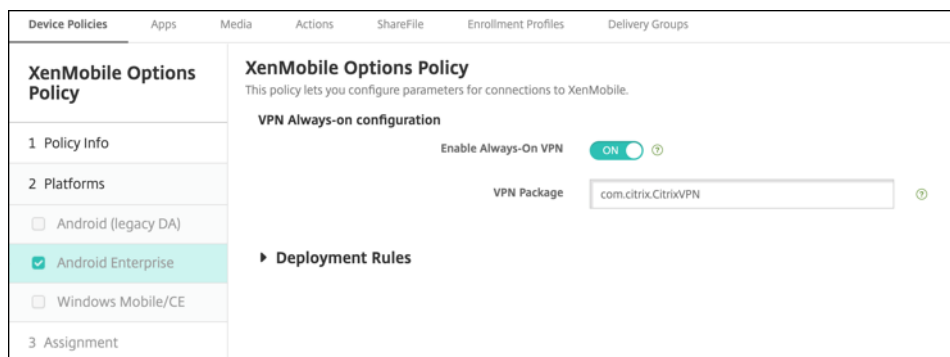 Device Policies Apps Media Actions ShareFile Enrollment Profiles Delivery Groups
XenMobile Options
Policy
1 Policy Info
2 Platforms
Android (legacy DA)
Android Enterprise
Windows Mobile/CE
3 Assignment
XenMobile Options Policy
This policy lets you configure parameters for connections to XenMobile.
VPN Always-on configuration
Enable Always-On VPN ON ?
VPN Package com.citrix.CitrixVPN ?
Deployment Rules